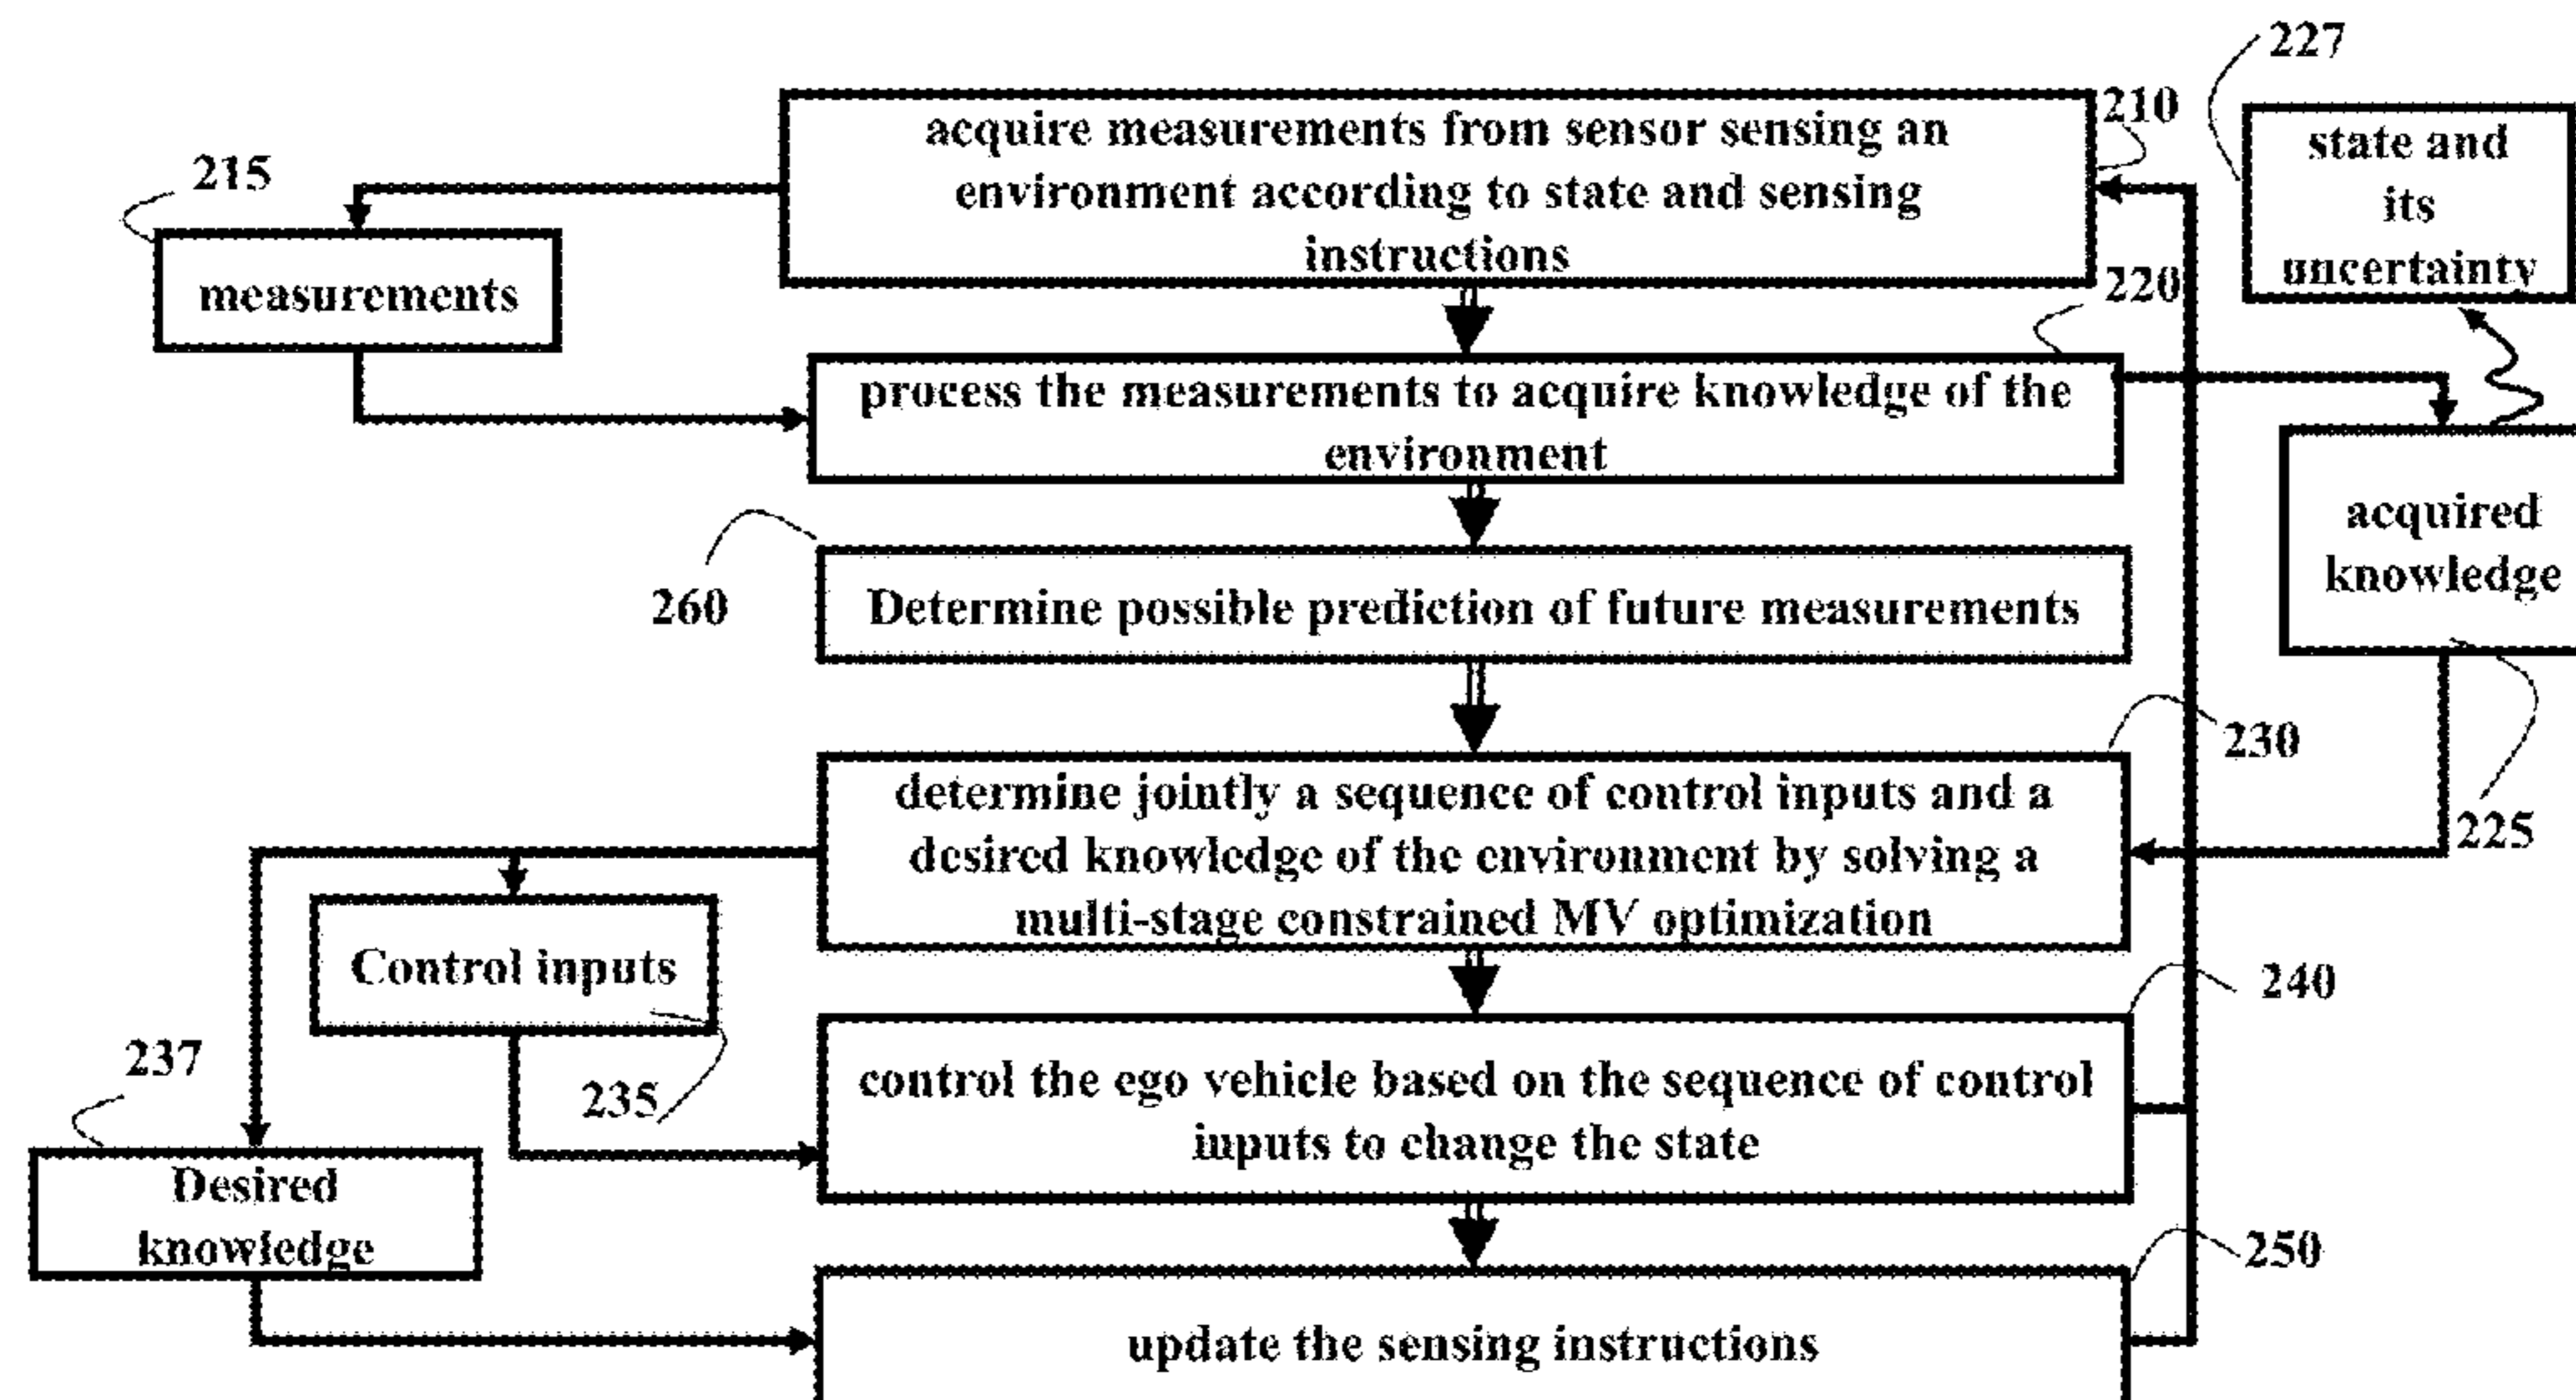 227
210
acquire measurements from sensor sensing an
environment according to state and sensing
instructions
state and
its
uncertainty
215
measurements
220
process the measurements to acquire knowledge of the
environment
acquired
knowledge
260
Determine possible prediction of future measurements
230
225
determine jointly a sequence of control inputs and a
desired knowledge of the environment by solving a
multi-stage constrained MV optimization
Control inputs
235
240
237
control the ego vehicle based on the sequence of control
inputs to change the state
Desired
knowledge
250
update the sensing instructions